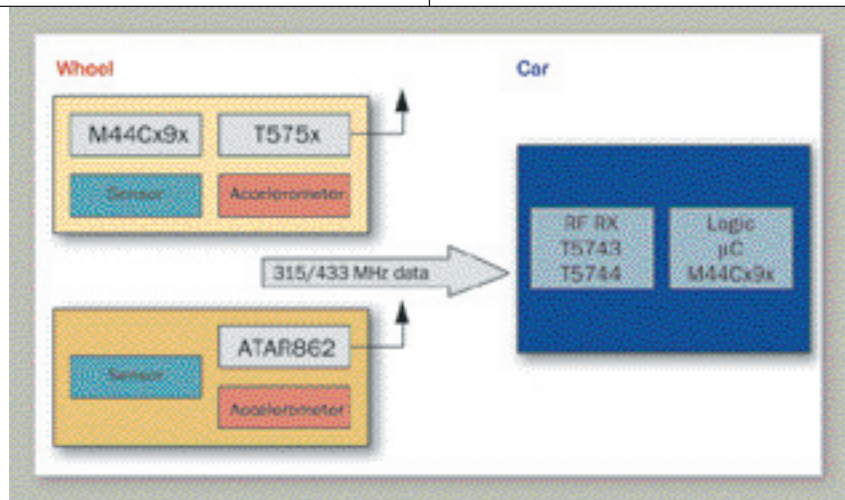 Wheel
Car
M44Cx9x
T575x
Sensor
Accelerometer
RF RX
T5743
T5744
Logic
µC
M44Cx9x
315/433 MHz data
ATAR862
Sensor
Accelerometer